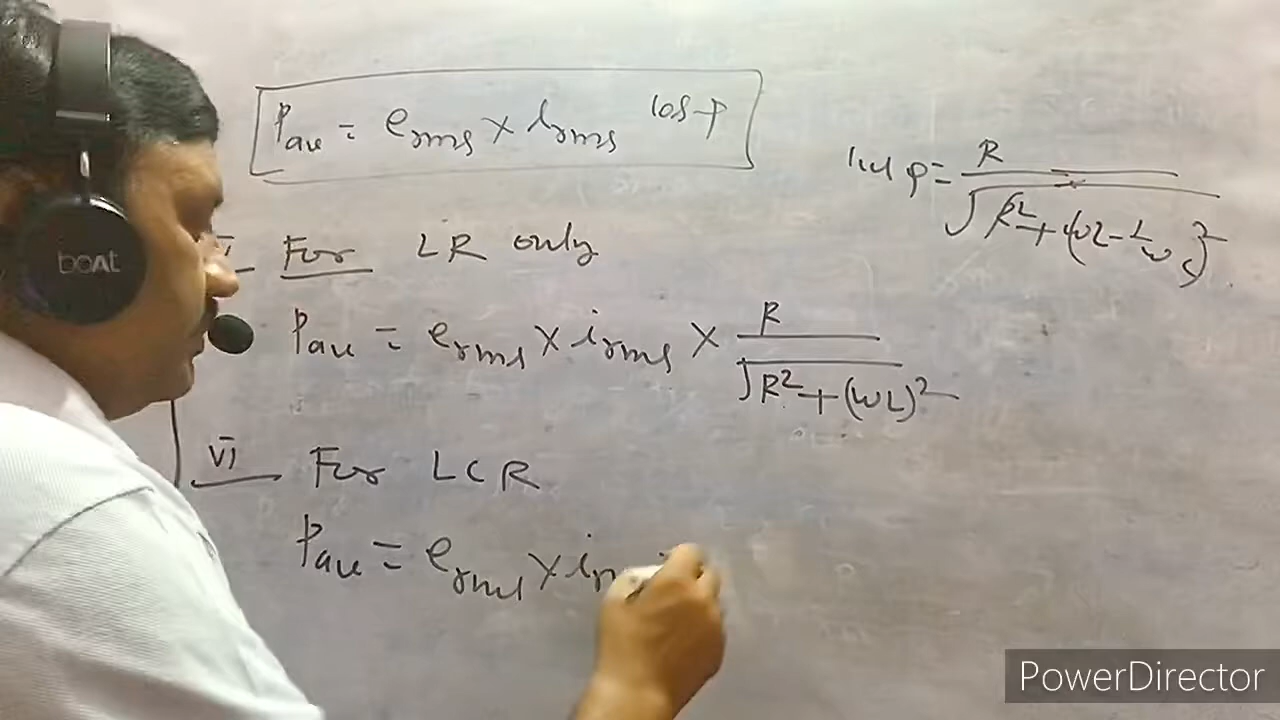 Pav = erms × irms cos φ
cos φ = R / √R² + (ωL - 1/ωC)²
V For LR only
Pav = erms × irms × R / √R² + (ωL)²
VI For LCR
Pav = erms × irm
boAt
PowerDirector